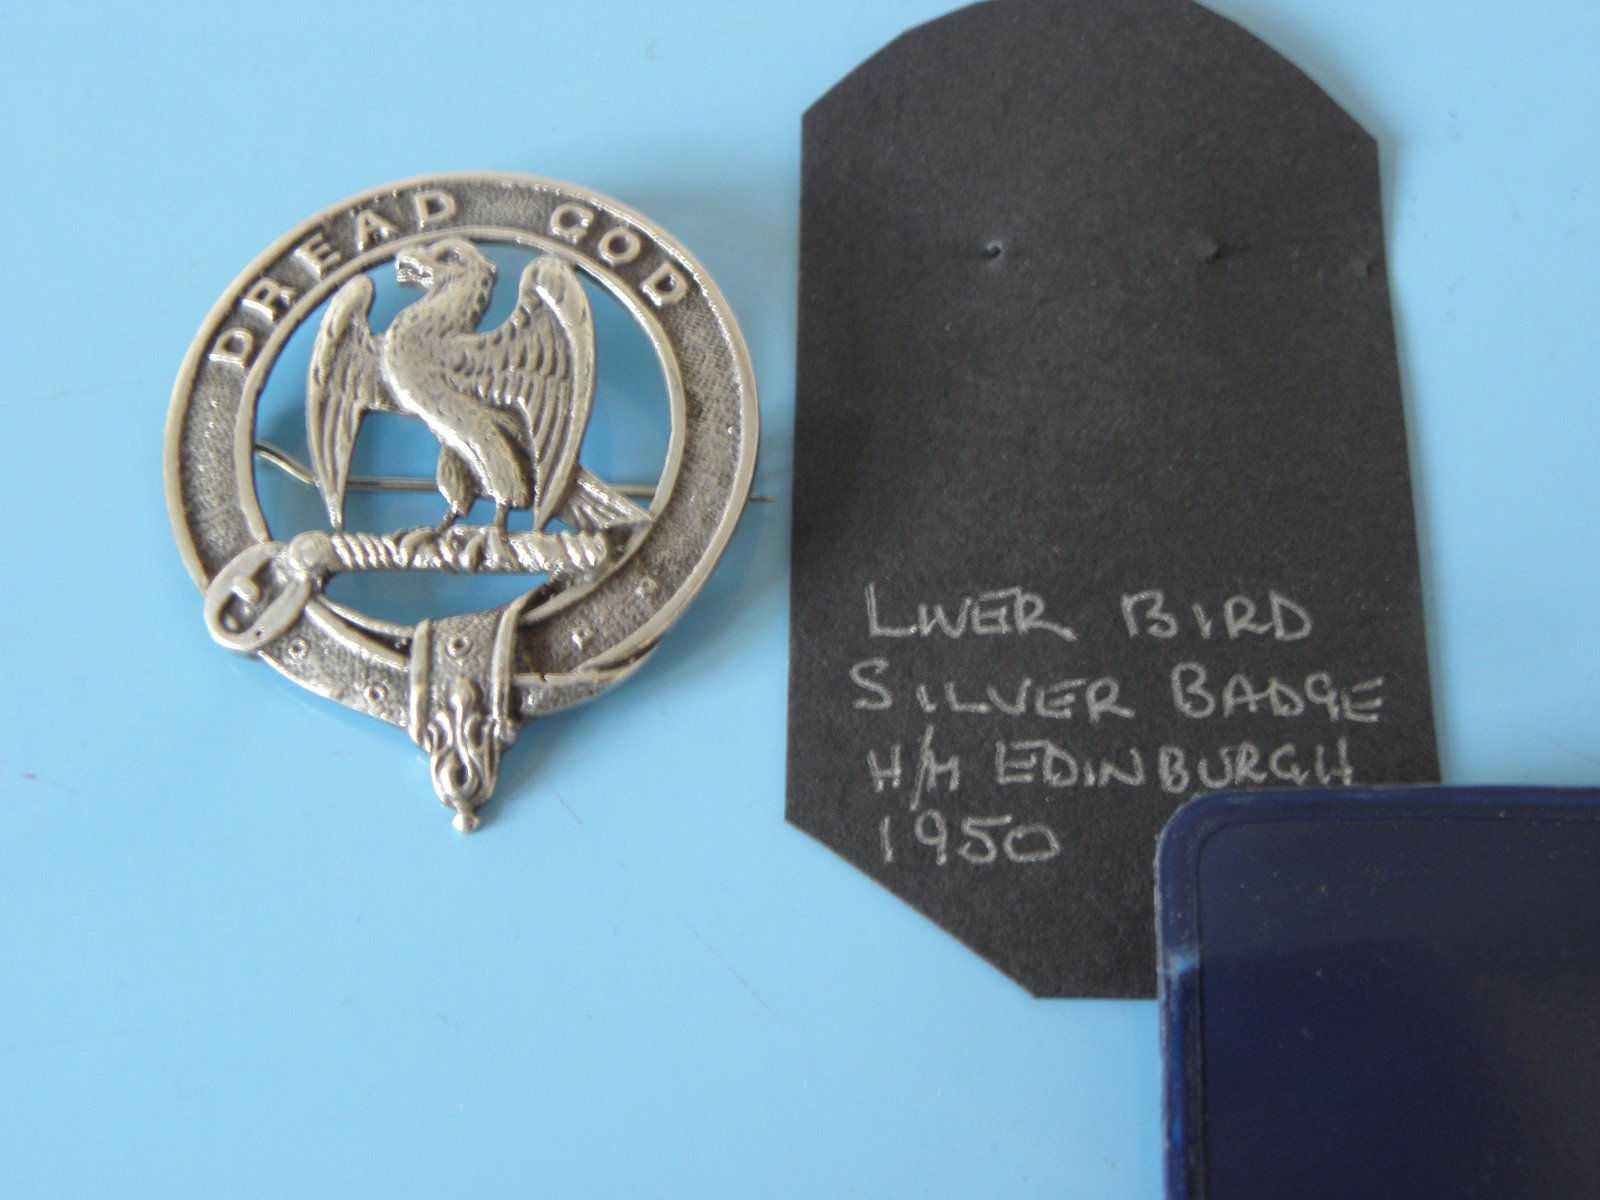 DREAD GOD
LIVER BIRD
SILVER BADGE
H/M EDINBURGH
1950